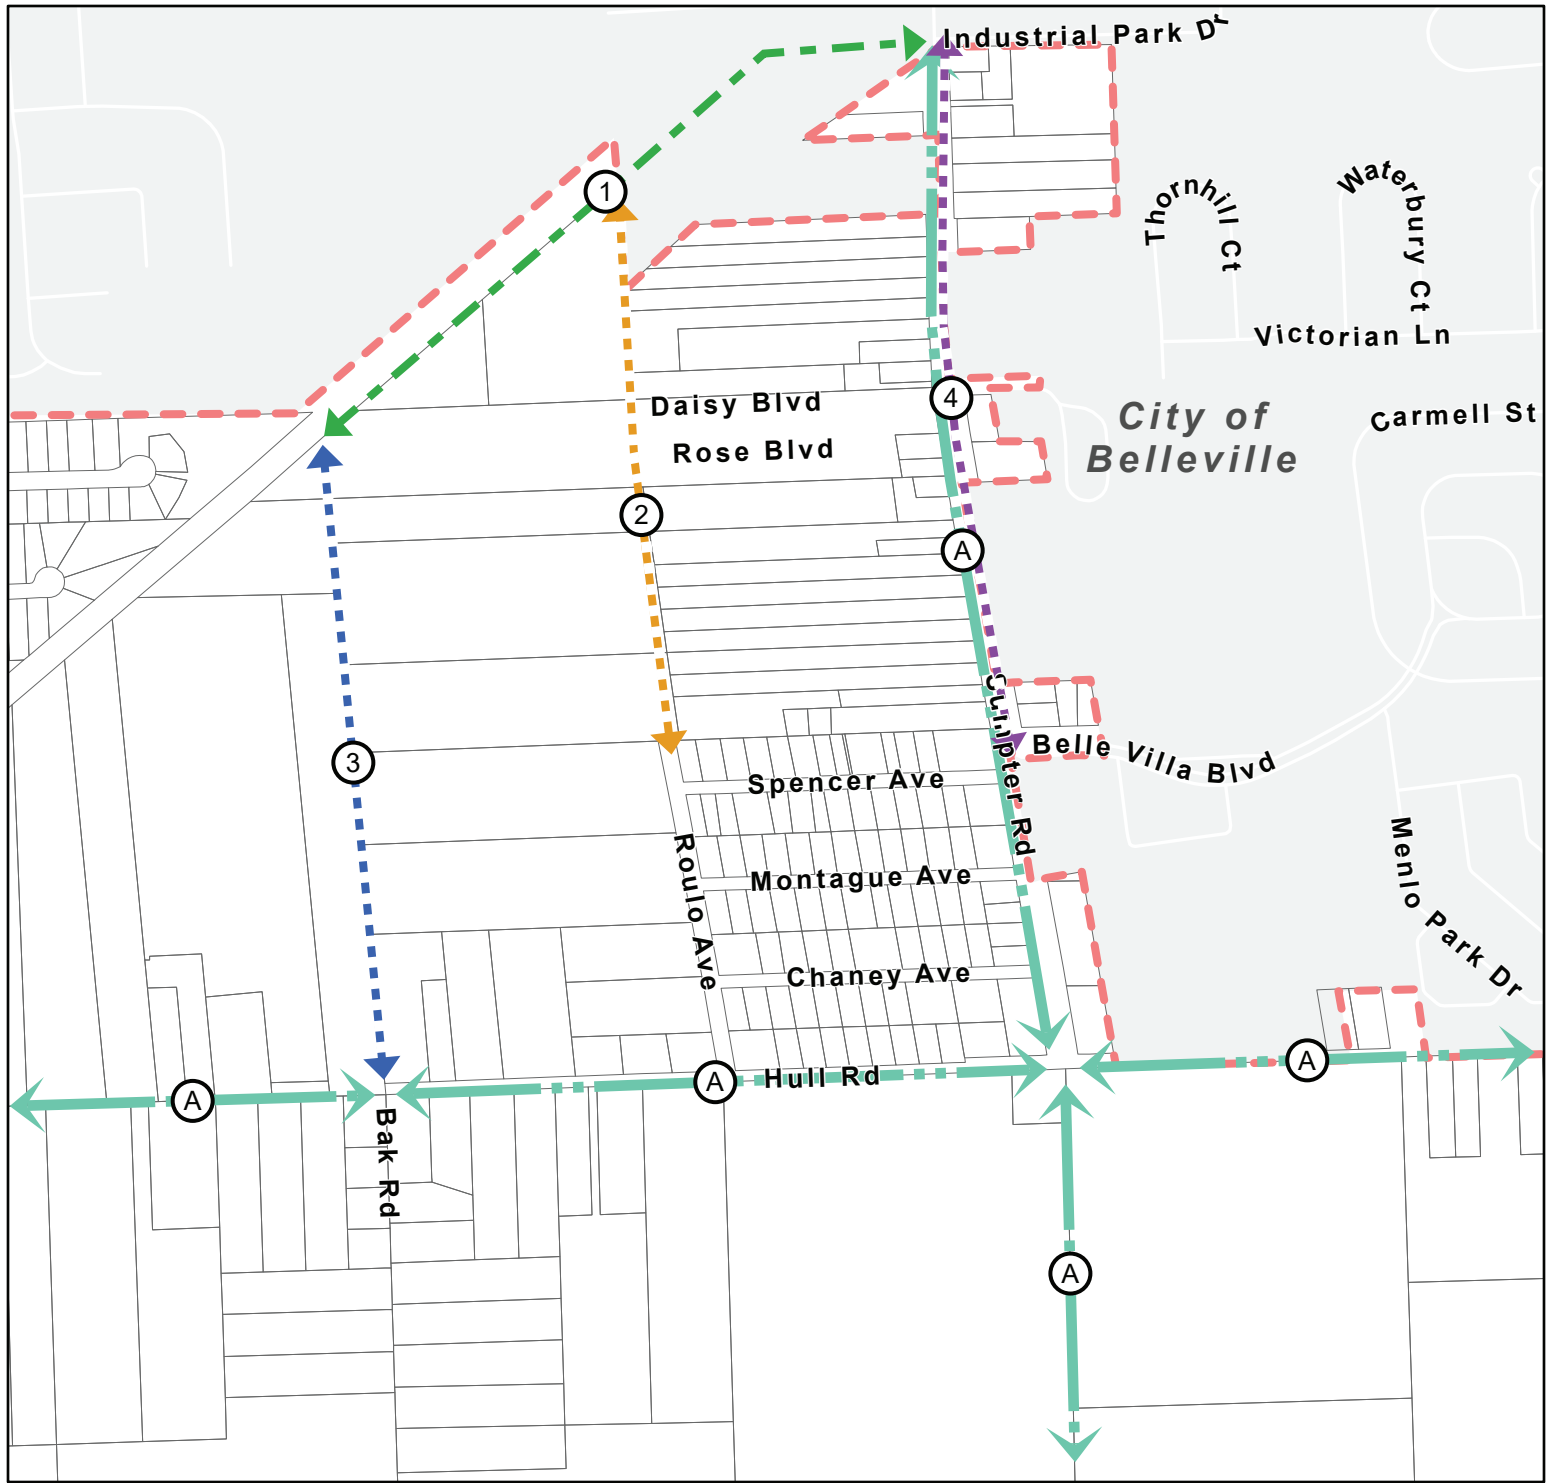 Industrial Park Dr
1
Thornhill Ct
Waterbury Ct
Victorian Ln
4
Daisy Blvd
Rose Blvd
City of
Belleville
Carmell St
2
A
3
Cumpter Rd
Belle Villa Blvd
Spencer Ave
Roulo Ave
Montague Ave
Menlo Park Dr
Chaney Ave
A
A
Hull Rd
A
Bak Rd
A